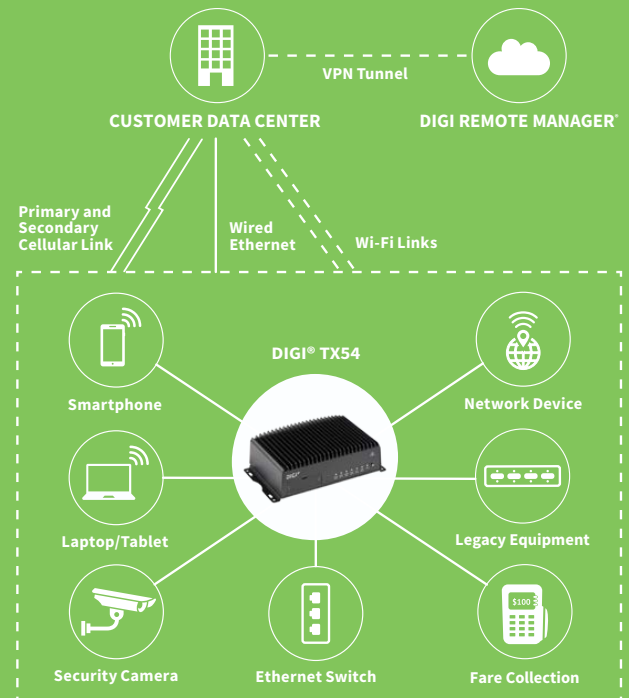 VPN Tunnel
CUSTOMER DATA CENTER
DIGI REMOTE MANAGER®
Primary and
Secondary
Cellular Link
Wired
Ethernet
Wi-Fi Links
DIGI® TX54
Smartphone
Network Device
DIGI
Laptop/Tablet
Legacy Equipment
$100
Security Camera
Ethernet Switch
Fare Collection